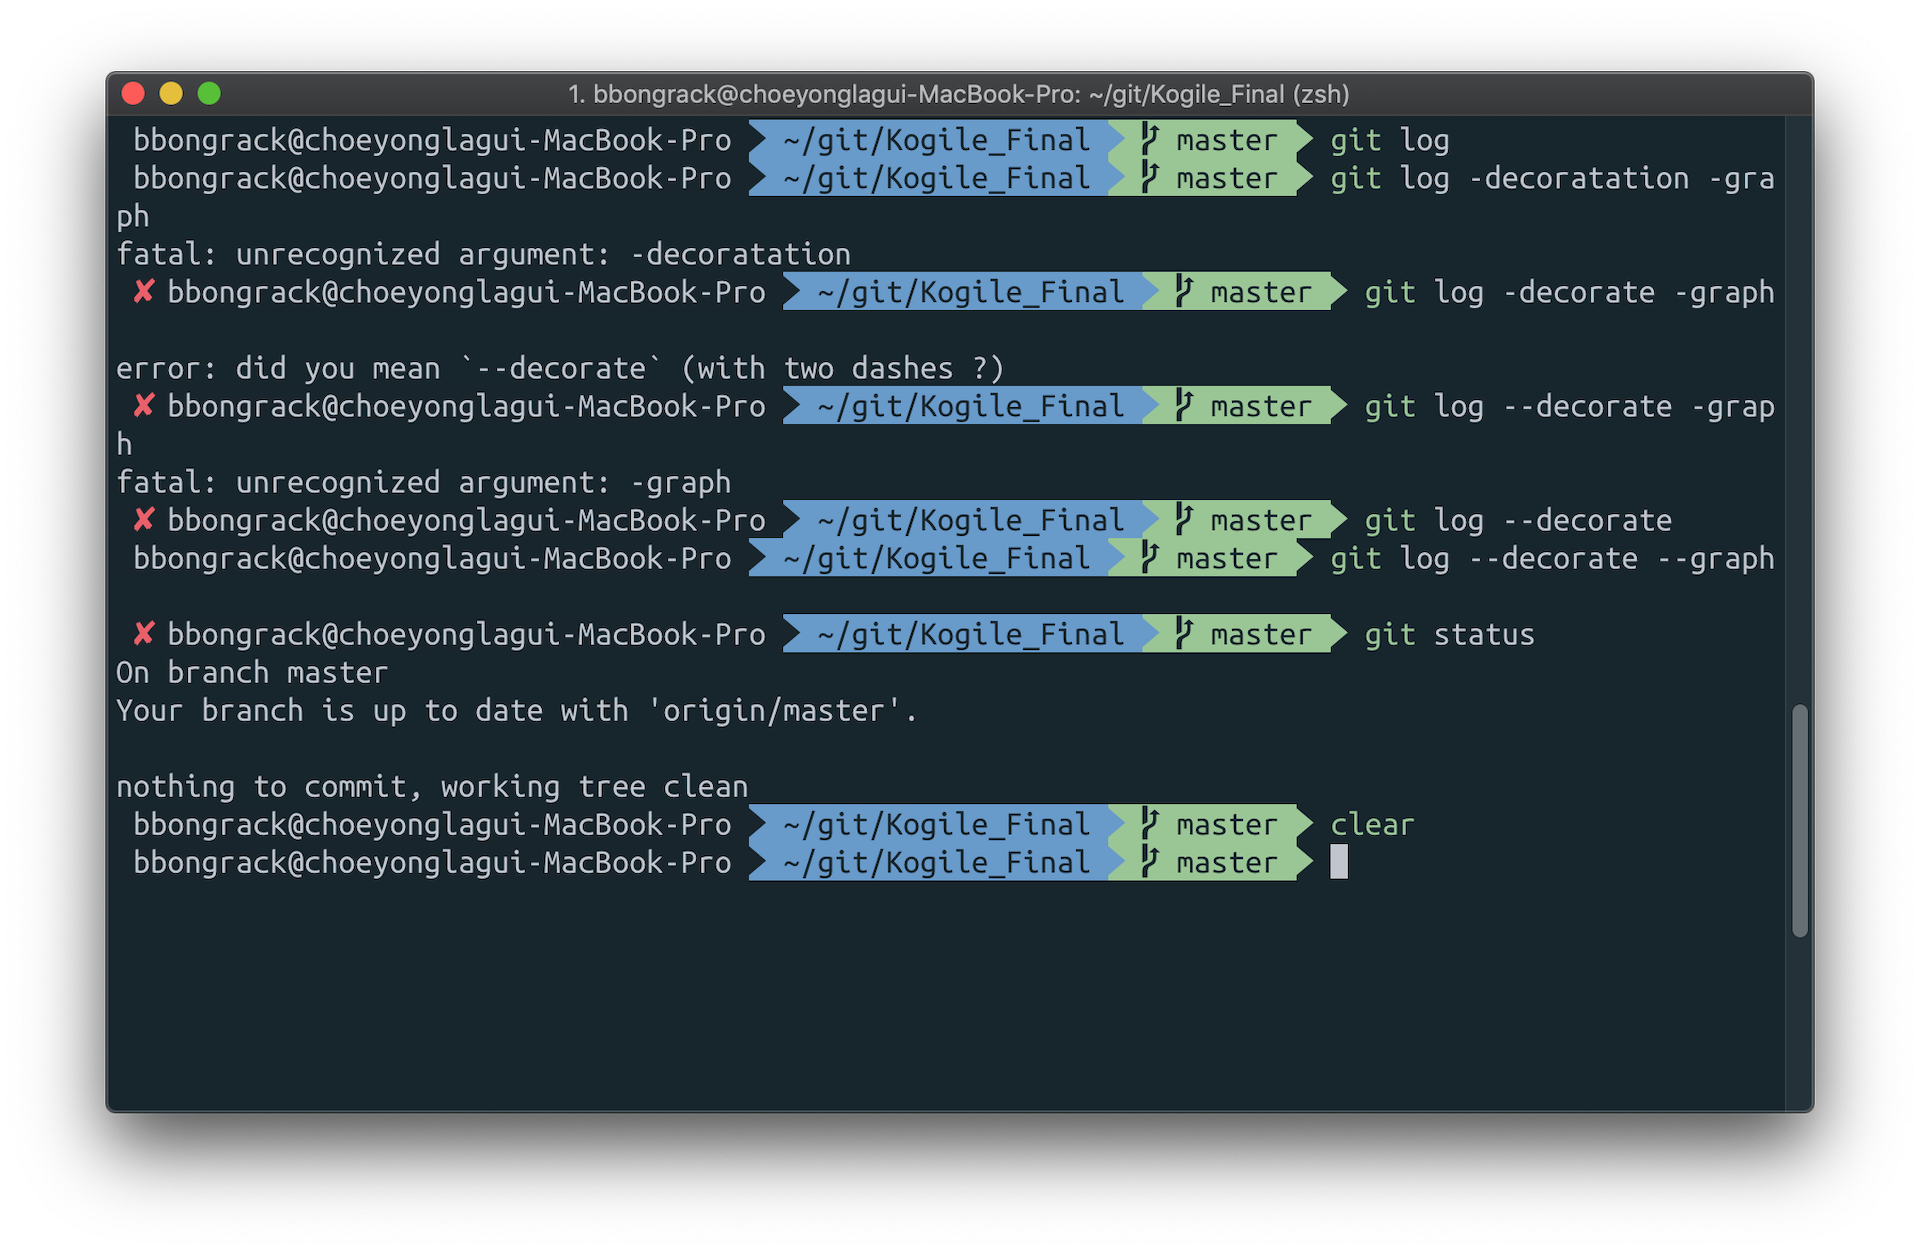 1. bbongrack@choeyonglagui-MacBook-Pro: ~/git/Kogile_Final (zsh)
bbongrack@choeyonglagui-MacBook-Pro ~/git/Kogile_Final master git log
bbongrack@choeyonglagui-MacBook-Pro ~/git/Kogile_Final master git log -decoratation -gra
ph
fatal: unrecognized argument: -decoratation
✘ bbongrack@choeyonglagui-MacBook-Pro ~/git/Kogile_Final master git log -decorate -graph
error: did you mean `--decorate` (with two dashes ?)
✘ bbongrack@choeyonglagui-MacBook-Pro ~/git/Kogile_Final master git log --decorate -grap
h
fatal: unrecognized argument: -graph
✘ bbongrack@choeyonglagui-MacBook-Pro ~/git/Kogile_Final master git log --decorate
bbongrack@choeyonglagui-MacBook-Pro ~/git/Kogile_Final master git log --decorate --graph
✘ bbongrack@choeyonglagui-MacBook-Pro ~/git/Kogile_Final master git status
On branch master
Your branch is up to date with 'origin/master'.
nothing to commit, working tree clean
bbongrack@choeyonglagui-MacBook-Pro ~/git/Kogile_Final master clear
bbongrack@choeyonglagui-MacBook-Pro ~/git/Kogile_Final master